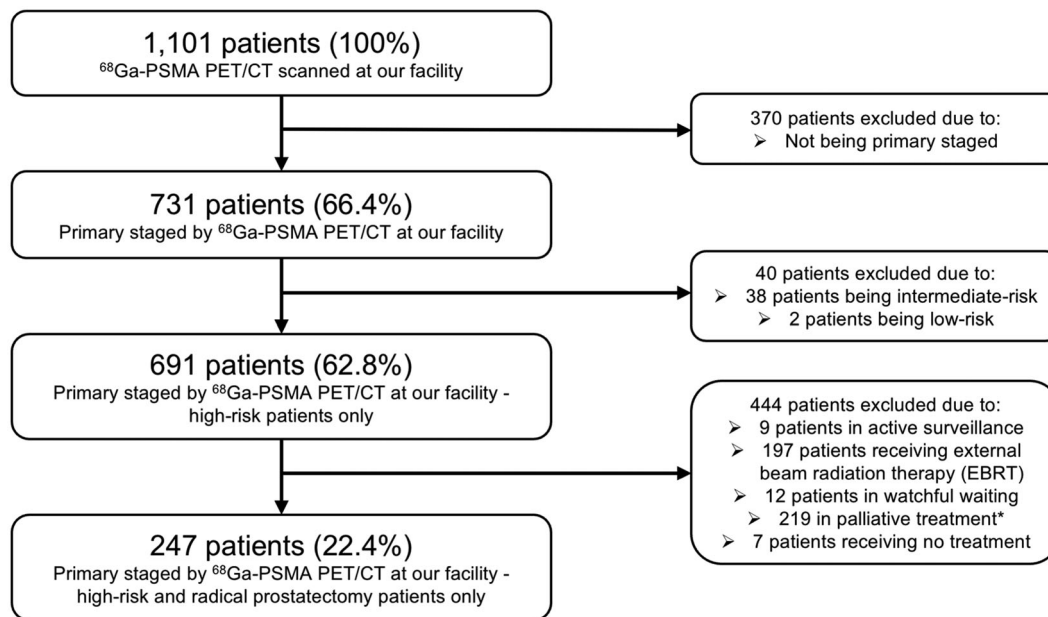 1,101 patients (100%)
⁶⁸Ga-PSMA PET/CT scanned at our facility
370 patients excluded due to:
➢ Not being primary staged
731 patients (66.4%)
Primary staged by ⁶⁸Ga-PSMA PET/CT at our facility
40 patients excluded due to:
➢ 38 patients being intermediate-risk
➢ 2 patients being low-risk
691 patients (62.8%)
Primary staged by ⁶⁸Ga-PSMA PET/CT at our facility -
high-risk patients only
444 patients excluded due to:
➢ 9 patients in active surveillance
➢ 197 patients receiving external
beam radiation therapy (EBRT)
➢ 12 patients in watchful waiting
➢ 219 in palliative treatment*
➢ 7 patients receiving no treatment
247 patients (22.4%)
Primary staged by ⁶⁸Ga-PSMA PET/CT at our facility -
high-risk and radical prostatectomy patients only